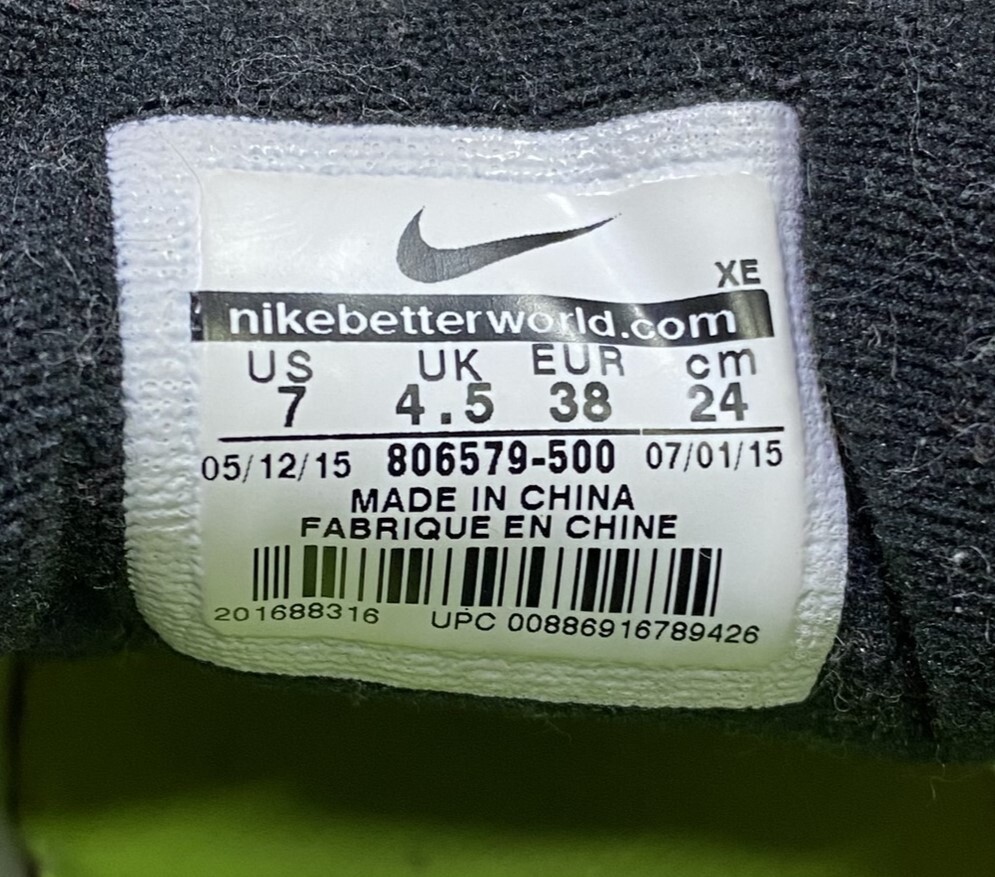 XE
nikebetterworld.com
US UK EUR cm
7 4.5 38 24
05/12/15 806579-500 07/01/15
MADE IN CHINA
FABRIQUE EN CHINE
201688316 UPC 00886916789426